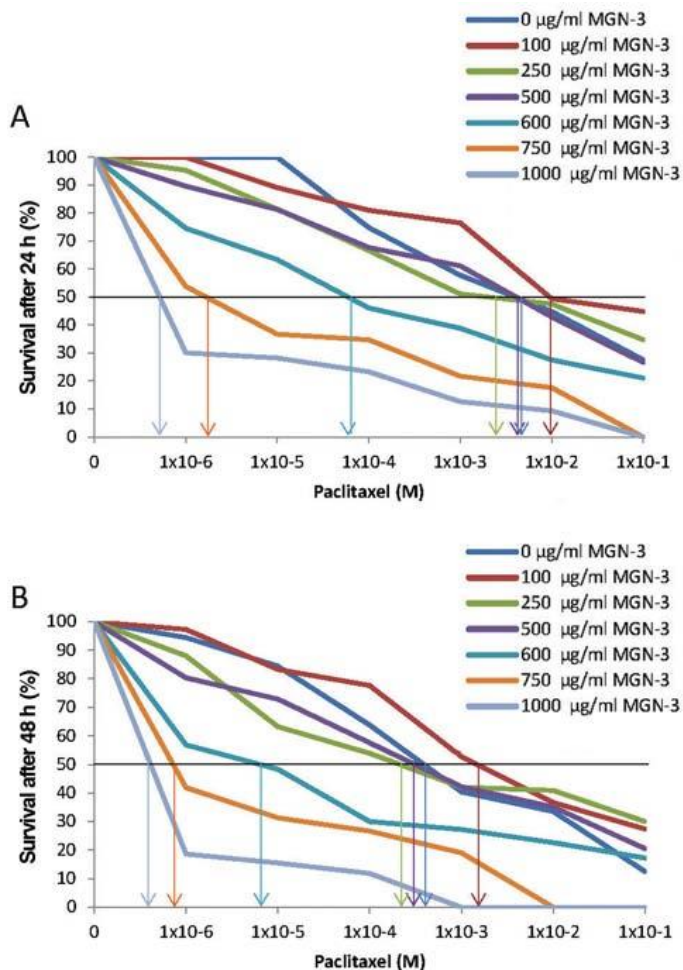 0 µg/ml MGN-3
100 µg/ml MGN-3
250 µg/ml MGN-3
500 µg/ml MGN-3
600 µg/ml MGN-3
750 µg/ml MGN-3
1000 µg/ml MGN-3
A
Survival after 24 h (%)
100
90
80
70
60
50
40
30
20
10
0
0 1x10-6 1x10-5 1x10-4 1x10-3 1x10-2 1x10-1
Paclitaxel (M)
0 µg/ml MGN-3
100 µg/ml MGN-3
250 µg/ml MGN-3
500 µg/ml MGN-3
600 µg/ml MGN-3
750 µg/ml MGN-3
1000 µg/ml MGN-3
B
Survival after 48 h (%)
100
90
80
70
60
50
40
30
20
10
0
0 1x10-6 1x10-5 1x10-4 1x10-3 1x10-2 1x10-1
Paclitaxel (M)